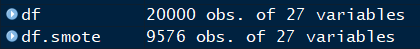 df 20000 obs. of 27 variables
df.smote 9576 obs. of 27 variables